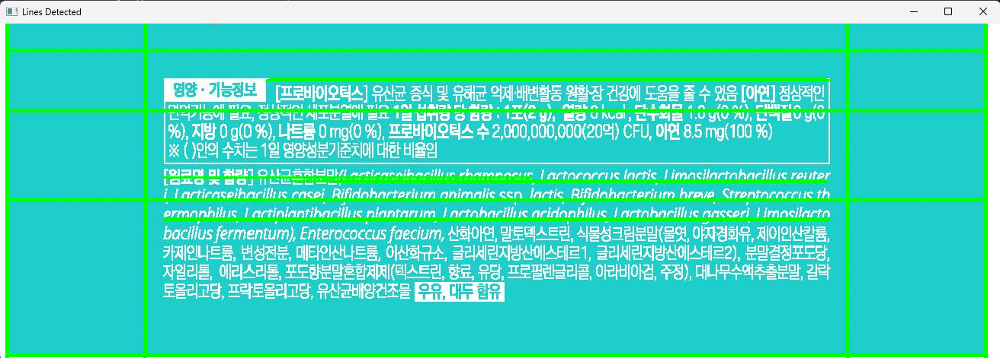 Lines Detected
영양·기능정보 [프로바이오틱스] 유산균 증식 및 유해균 억제·배변활동 원활·장 건강에 도움을 줄 수 있음 [아연] 정상적인
면역기능에 필요, 정상적인 세포분열에 필요 1일 섭취량 당 함량 : 1포(2 g), 열량 8 kcal, 탄수화물 1.8 g(0 %), 단백질 0 g(0
%), 지방 0 g(0 %), 나트륨 0 mg(0 %), 프로바이오틱스 수 2,000,000,000(20억) CFU, 아연 8.5 mg(100 %)
※ ( )안의 수치는 1일 영양성분기준치에 대한 비율임
[원료명 및 함량] 유산균혼합분말(Lacticaseibacillus rhamnosus, Lactococcus lactis, Limosilactobacillus reuter
i, Lacticaseibacillus casei, Bifidobacterium animalis ssp. lactis, Bifidobacterium breve, Streptococcus th
ermophilus, Lactiplantibacillus plantarum, Lactobacillus acidophilus, Lactobacillus gasseri, Limosilacto
bacillus fermentum), Enterococcus faecium, 산화아연, 말토덱스트린, 식물성크림분말(물엿, 야자경화유, 제이인산칼륨,
카제인나트륨, 변성전분, 메타인산나트륨, 이산화규소, 글리세린지방산에스테르1, 글리세린지방산에스테르2), 분말결정포도당,
자일리톨, 에리스리톨, 포도향분말혼합제제(덱스트린, 향료, 유당, 프로필렌글리콜, 아라비아검, 주정), 대나무수액추출분말, 갈락
토올리고당, 프락토올리고당, 유산균배양건조물 우유, 대두 함유